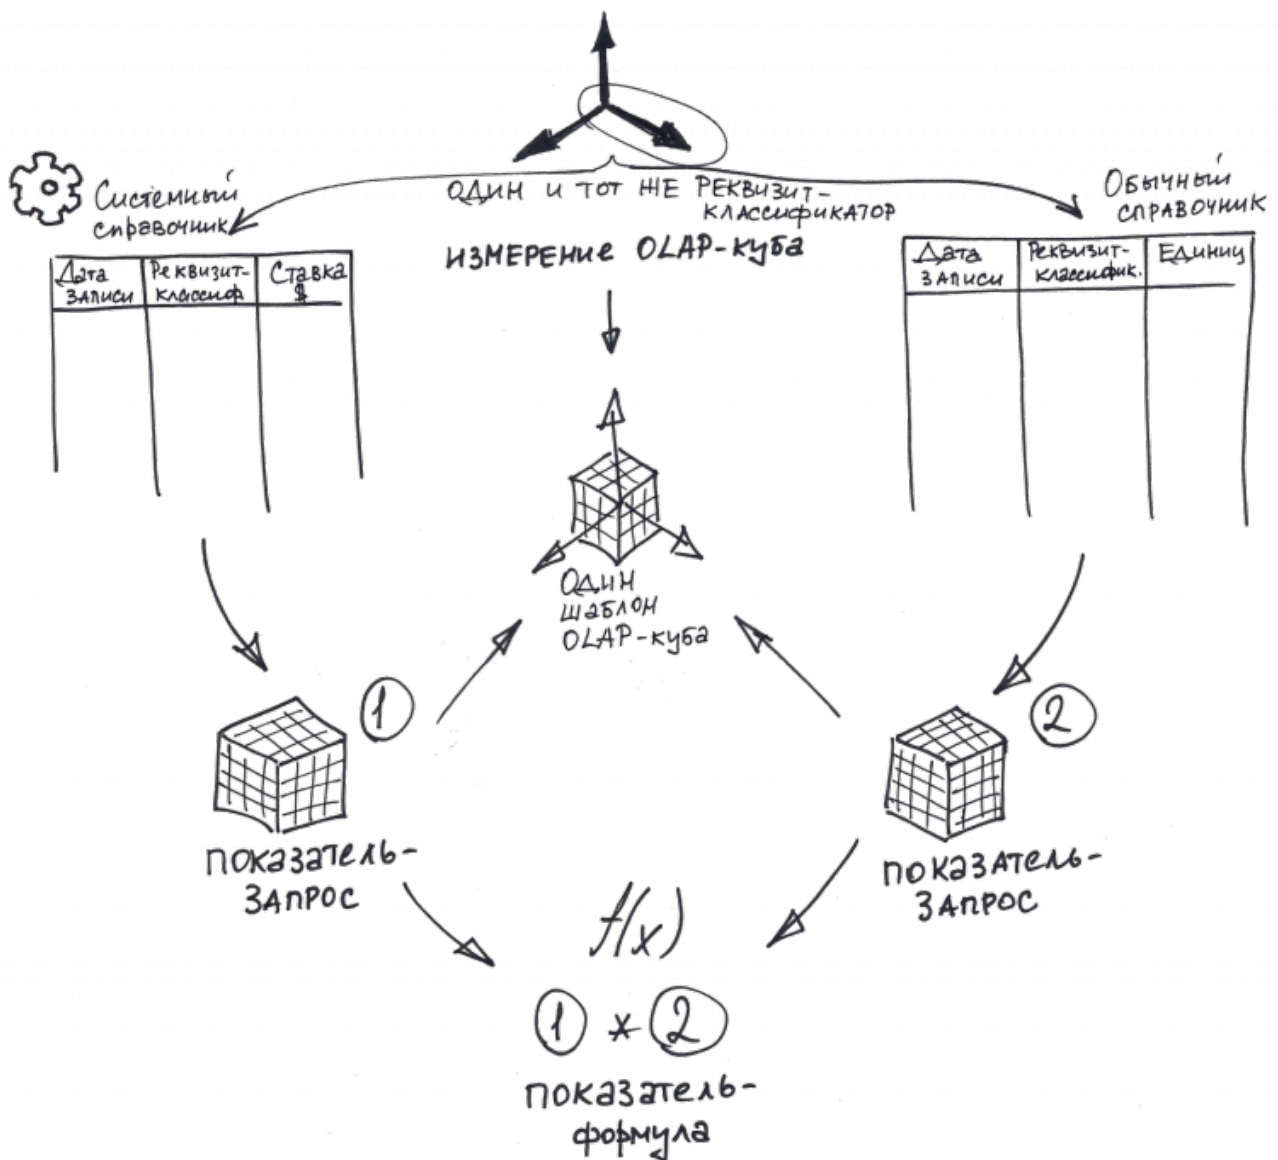 Системный
справочник
ОДИН И ТОТ ЖЕ РЕКВИЗИТ-
КЛАССИФИКАТОР
ИЗМЕРЕНИЕ OLAP-куба
Обычный
СПРАВОЧНИК
Дата
ЗАПИСИ
Реквизит-
классиф.
Ставка
$
Дата
ЗАПИСИ
Реквизит-
классифик.
Единиц
Один
шаблон
OLAP-куба
1
2
показатель-
ЗАПРОС
показатель-
ЗАПРОС
f(x)
1 * 2
показатель-
формула